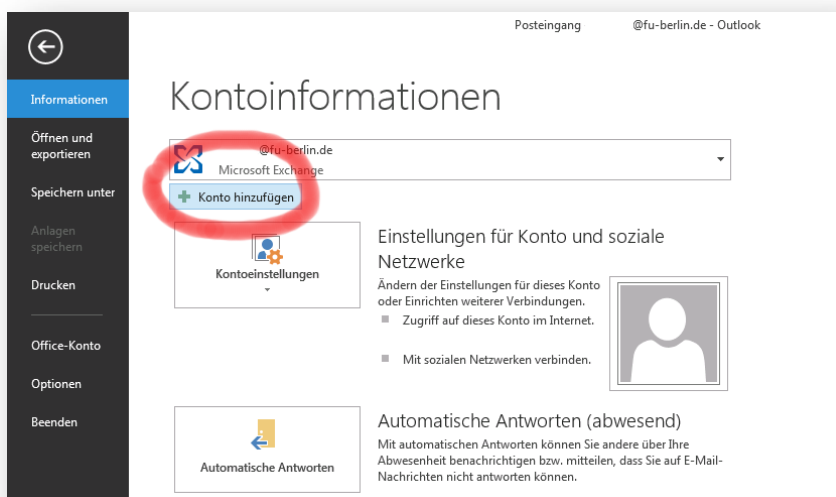 Posteingang @fu-berlin.de - Outlook
Informationen
Öffnen und
exportieren
Speichern unter
Anlagen
speichern
Drucken
Office-Konto
Optionen
Beenden
Kontoinformationen
@fu-berlin.de
Microsoft Exchange
Konto hinzufügen
Kontoeinstellungen
Einstellungen für Konto und soziale
Netzwerke
Ändern der Einstellungen für dieses Konto
oder Einrichten weiterer Verbindungen.
Zugriff auf dieses Konto im Internet.
Mit sozialen Netzwerken verbinden.
Automatische Antworten
Automatische Antworten (abwesend)
Mit automatischen Antworten können Sie andere über Ihre
Abwesenheit benachrichtigen bzw. mitteilen, dass Sie auf E-Mail-
Nachrichten nicht antworten können.